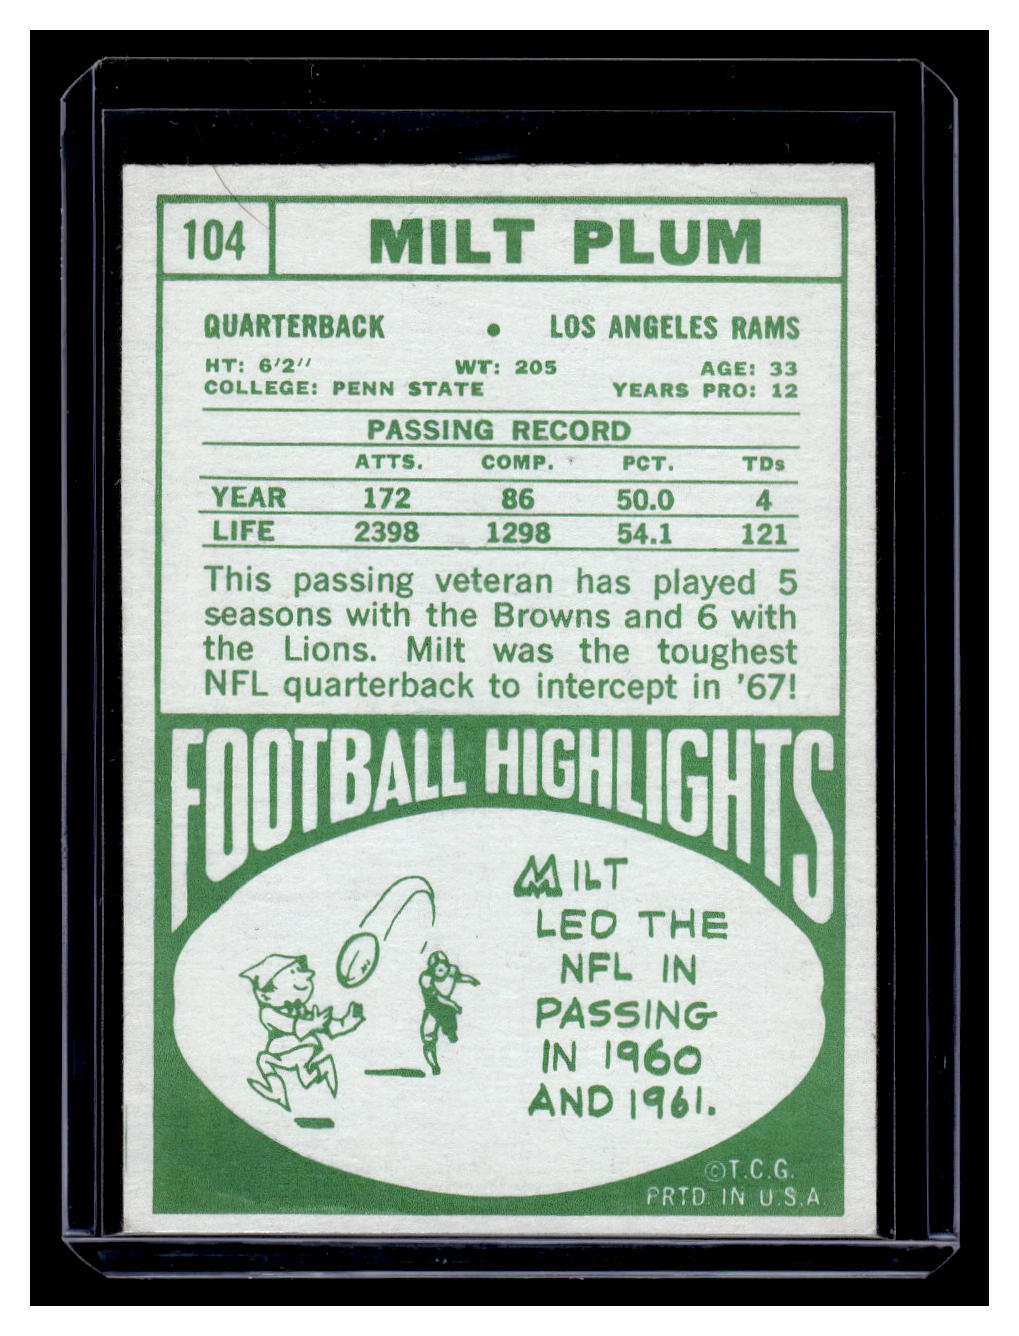 104 MILT PLUM
QUARTERBACK • LOS ANGELES RAMS
HT: 6'2" WT: 205 AGE: 33
COLLEGE: PENN STATE YEARS PRO: 12
PASSING RECORD
ATTS. COMP. PCT. TDs
YEAR 172 86 50.0 4
LIFE 2398 1298 54.1 121
This passing veteran has played 5
seasons with the Browns and 6 with
the Lions. Milt was the toughest
NFL quarterback to intercept in '67!
FOOTBALL HIGHLIGHTS
MILT
LED THE
NFL IN
PASSING
IN 1960
AND 1961.
©T.C.G.
PRTD. IN U.S.A